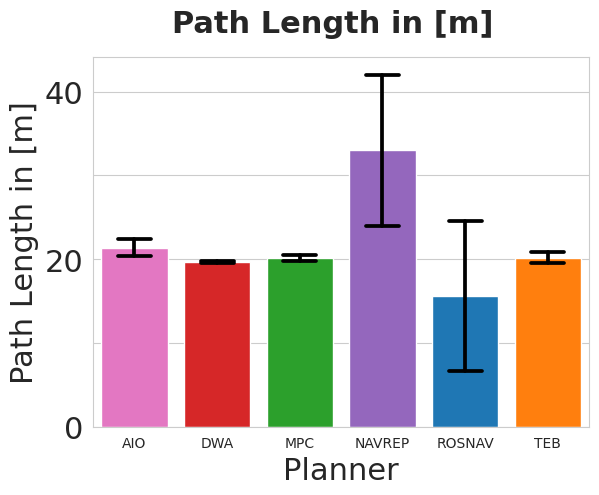 Path Length in [m]
Path Length in [m]
40
20
0
AIO DWA MPC NAVREP ROSNAV TEB
Planner